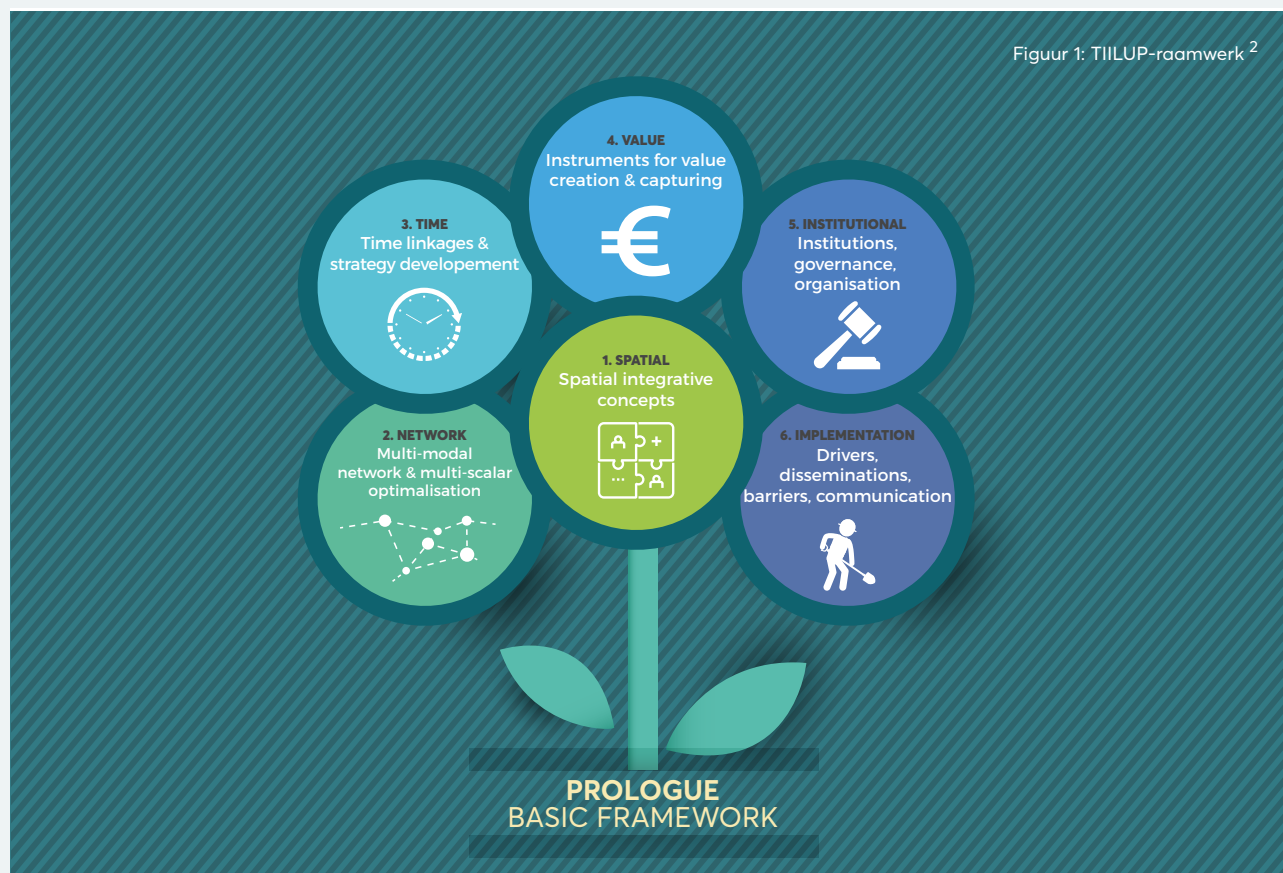 Figuur 1: TIILUP-raamwerk 2
4. VALUE
Instruments for value
creation & capturing
€
3. TIME
Time linkages &
strategy developement
5. INSTITUTIONAL
Institutions,
governance,
organisation
1. SPATIAL
Spatial integrative
concepts
2. NETWORK
Multi-modal
network & multi-scalar
optimalisation
6. IMPLEMENTATION
Drivers,
disseminations,
barriers, communication
PROLOGUE
BASIC FRAMEWORK